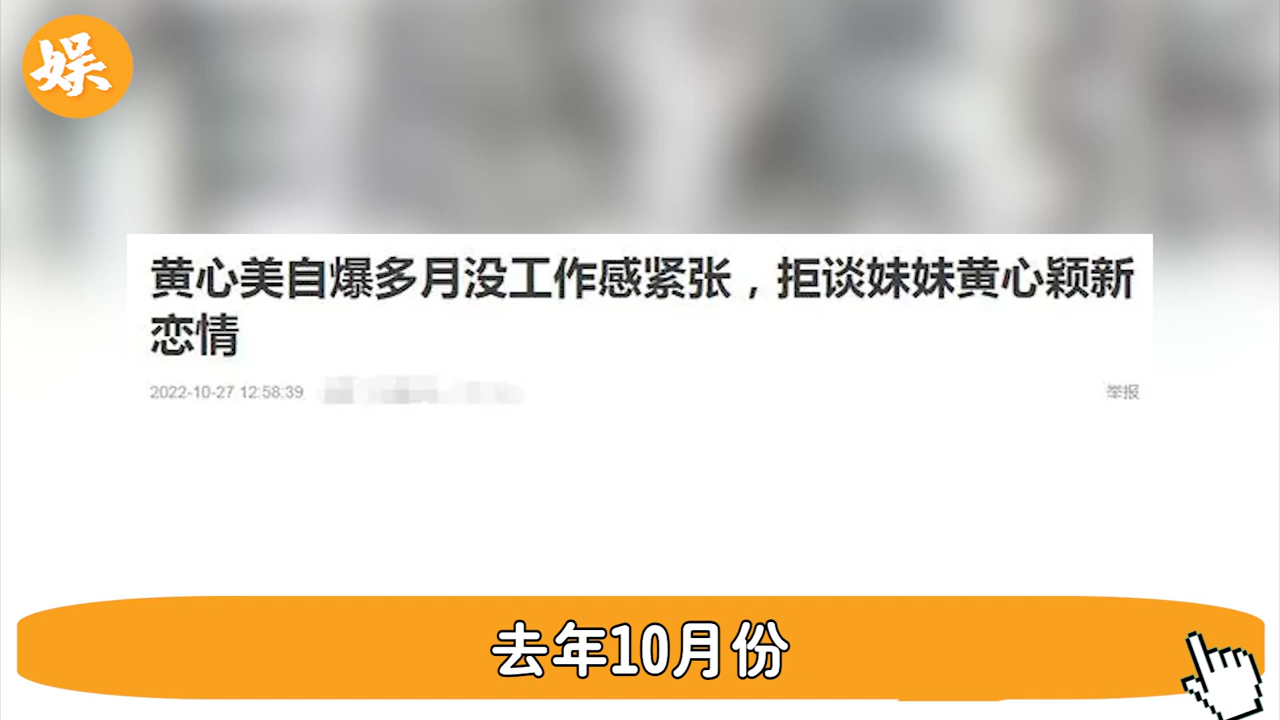 娱
黄心美自爆多月没工作感紧张，拒谈妹妹黄心颖新
恋情
2022-10-27 12:58:39
举报
去年10月份